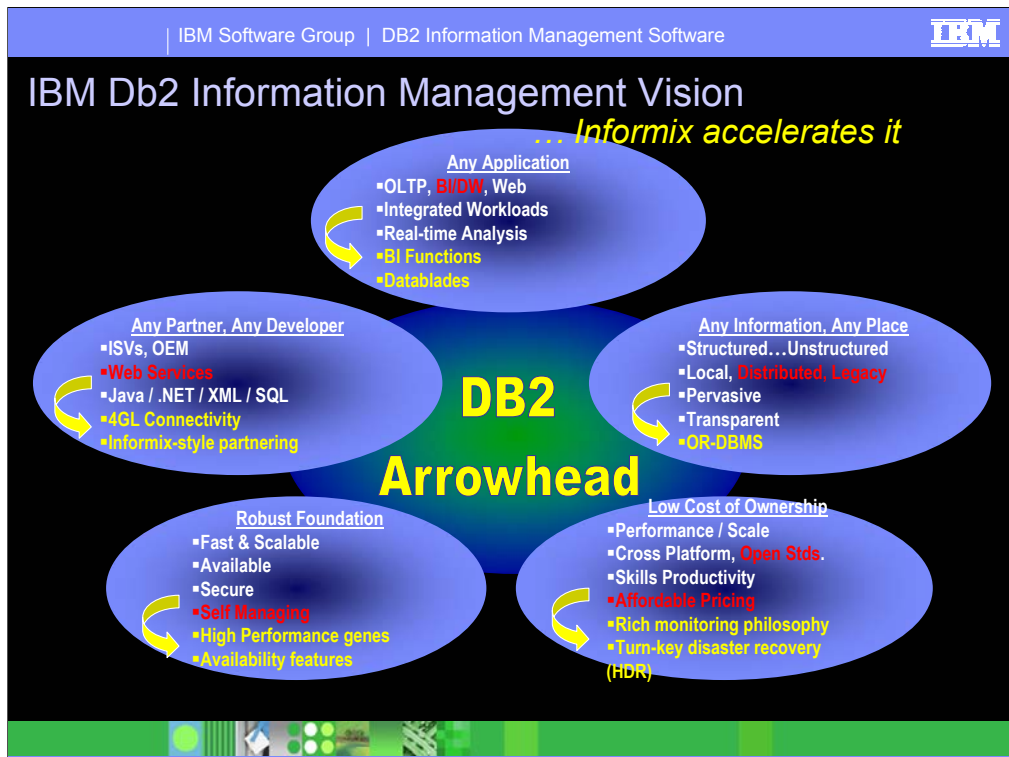 IBM Software Group | DB2 Information Management Software
IBM
IBM Db2 Information Management Vision
... Informix accelerates it
Any Application
▪OLTP, BI/DW, Web
▪Integrated Workloads
▪Real-time Analysis
▪BI Functions
▪Datablades
Any Partner, Any Developer
▪ISVs, OEM
▪Web Services
▪Java / .NET / XML / SQL
▪4GL Connectivity
▪Informix-style partnering
Any Information, Any Place
▪Structured…Unstructured
▪Local, Distributed, Legacy
▪Pervasive
▪Transparent
▪OR-DBMS
DB2
Arrowhead
Robust Foundation
▪Fast & Scalable
▪Available
▪Secure
▪Self Managing
▪High Performance genes
▪Availability features
Low Cost of Ownership
▪Performance / Scale
▪Cross Platform, Open Stds.
▪Skills Productivity
▪Affordable Pricing
▪Rich monitoring philosophy
▪Turn-key disaster recovery
(HDR)